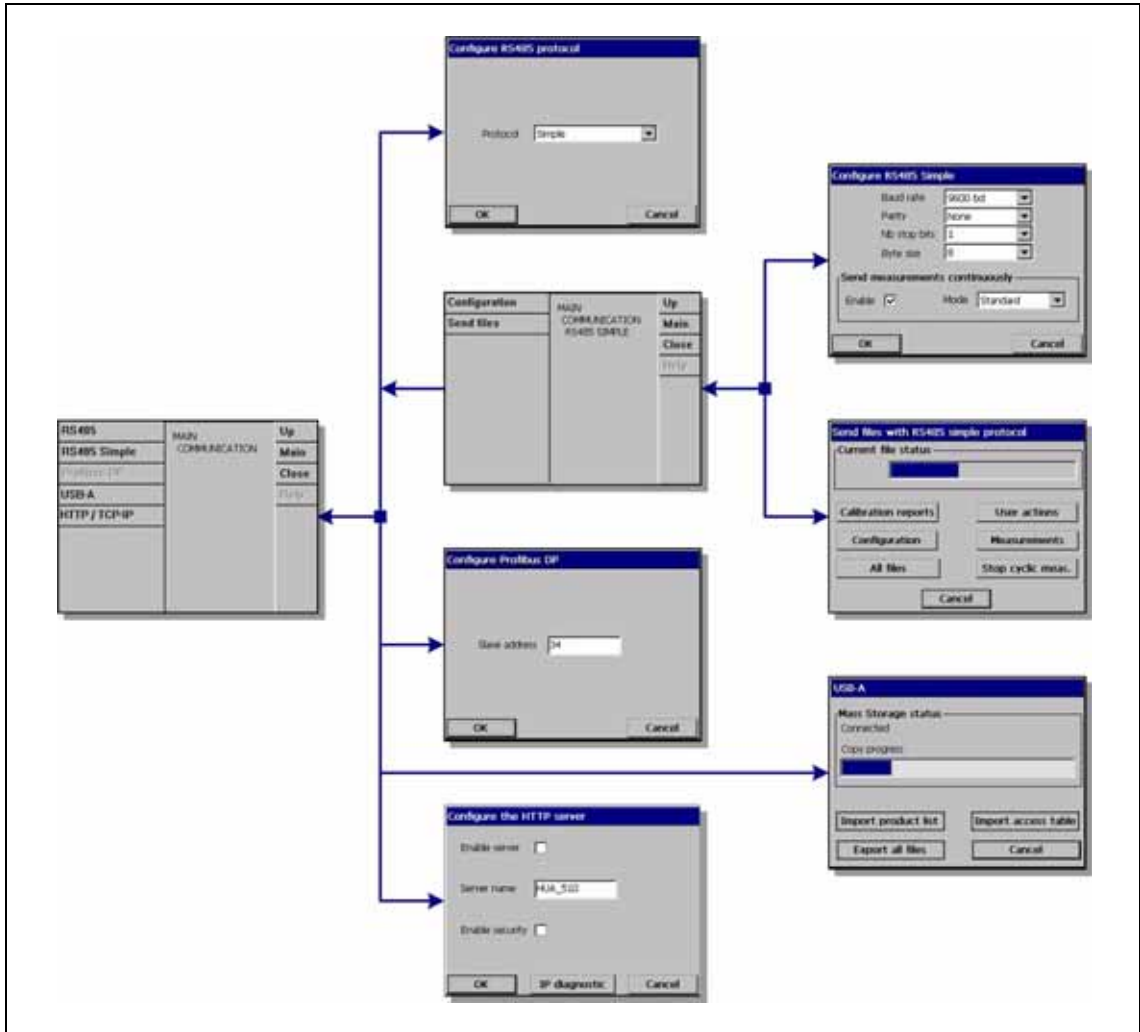 Configure RS485 protocol
Protocol Simple
OK Cancel
Configure RS485 Simple
Baud rate 9600 bd
Parity None
Nb stop bits 1
Byte size 8
Send measurements continuously
Enable Mode Standard
OK Cancel
Configuration
Send files
MAIN
COMMUNICATION
RS485 SIMPLE
Up
Main
Close
Help
RS485
RS485 Simple
Profibus-DP
USB-A
HTTP / TCP-IP
MAIN
COMMUNICATION
Up
Main
Close
Help
Send files with RS485 simple protocol
Current file status
Calibration reports User actions
Configuration Measurements
All files Stop cyclic meas.
Cancel
Configure Profibus DP
Slave address 34
OK Cancel
USB-A
Mass Storage status
Connected
Copy progress
Import product list Import access table
Export all files Cancel
Configure the HTTP server
Enable server
Server name
Enable security
OK IP diagnostic Cancel